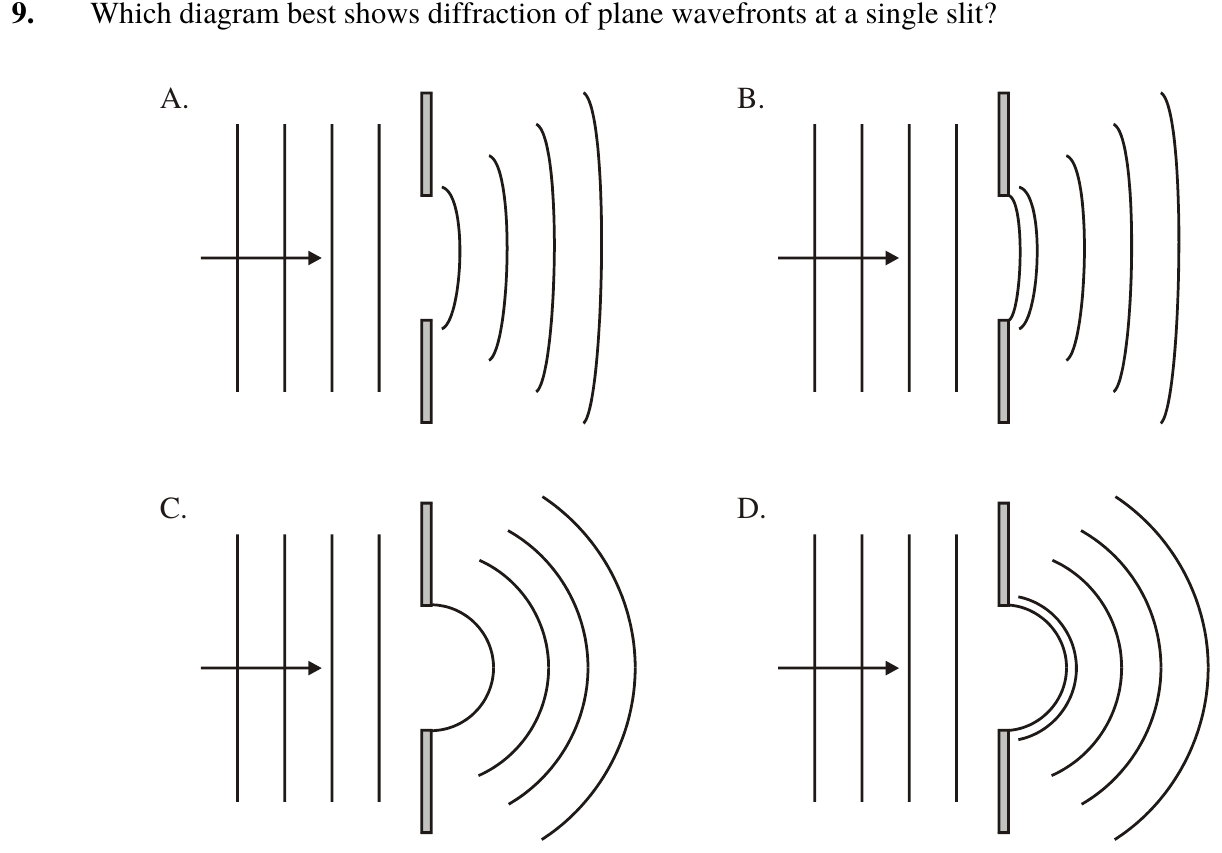 9. Which diagram best shows diffraction of plane wavefronts at a single slit?
A. B.
C. D.